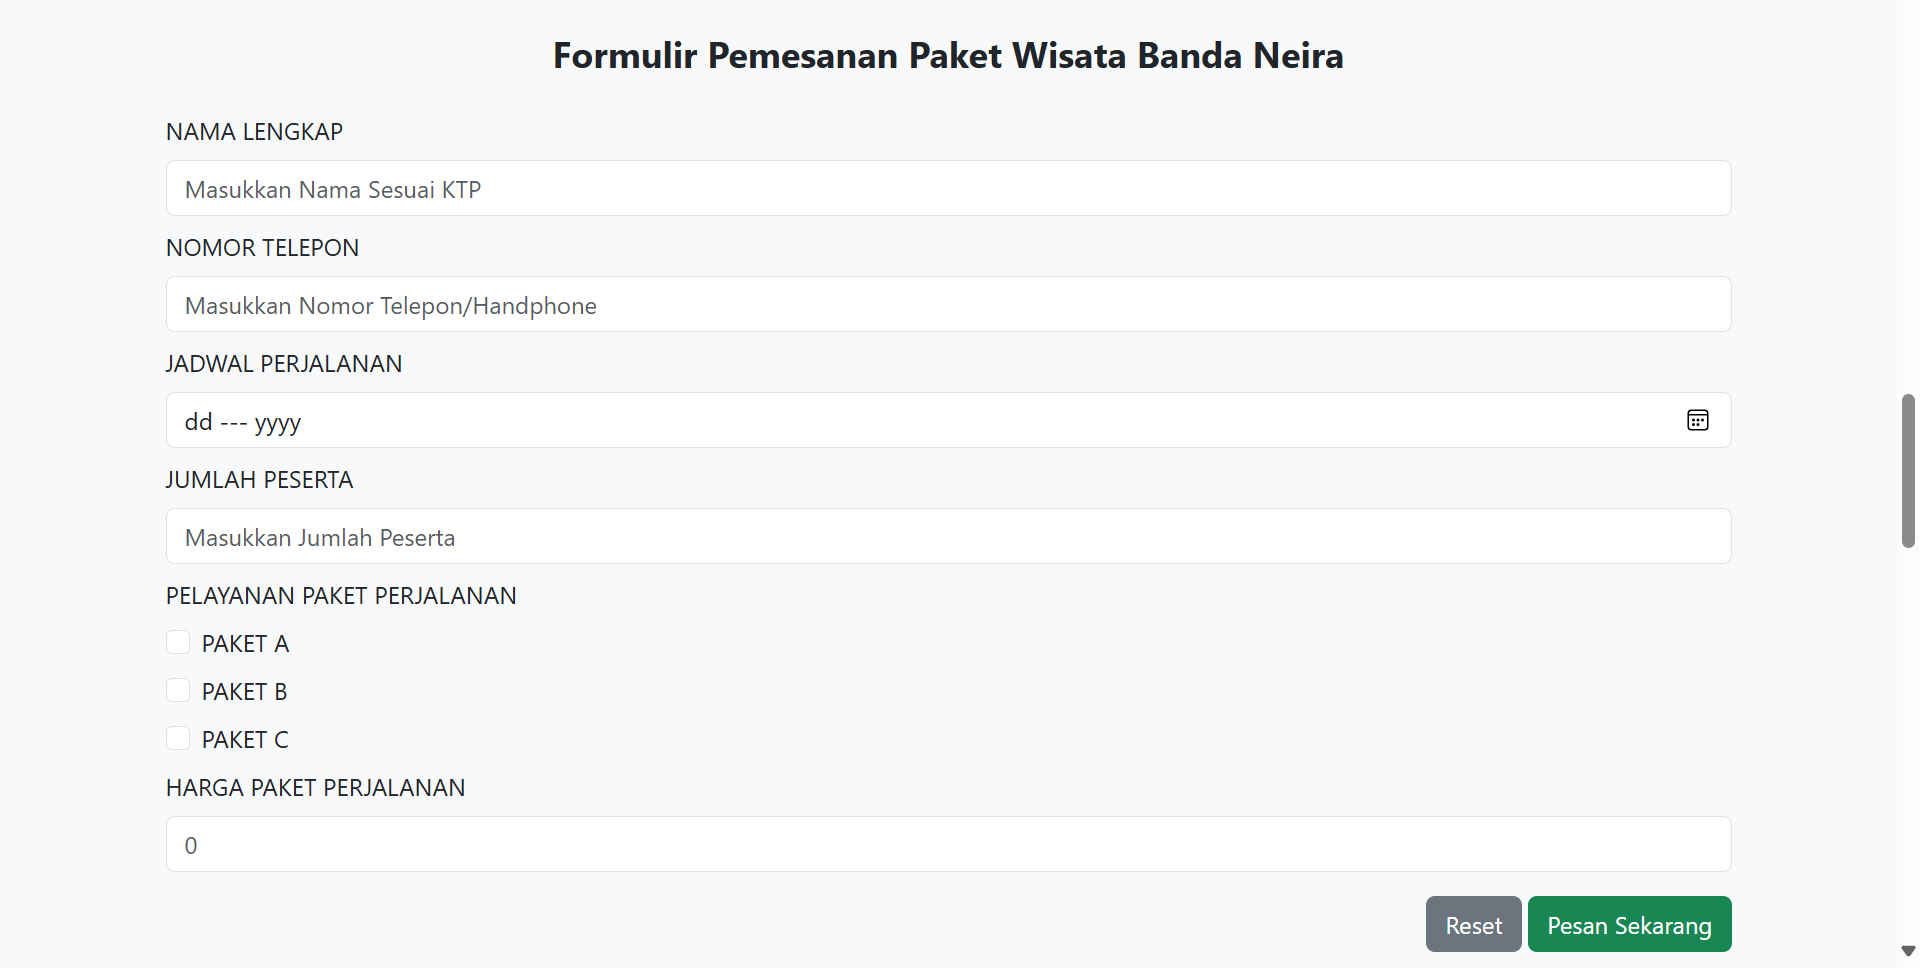 Formulir Pemesanan Paket Wisata Banda Neira
NAMA LENGKAP
Masukkan Nama Sesuai KTP
NOMOR TELEPON
Masukkan Nomor Telepon/Handphone
JADWAL PERJALANAN
dd --- yyyy
JUMLAH PESERTA
Masukkan Jumlah Peserta
PELAYANAN PAKET PERJALANAN
PAKET A
PAKET B
PAKET C
HARGA PAKET PERJALANAN
0
Reset Pesan Sekarang